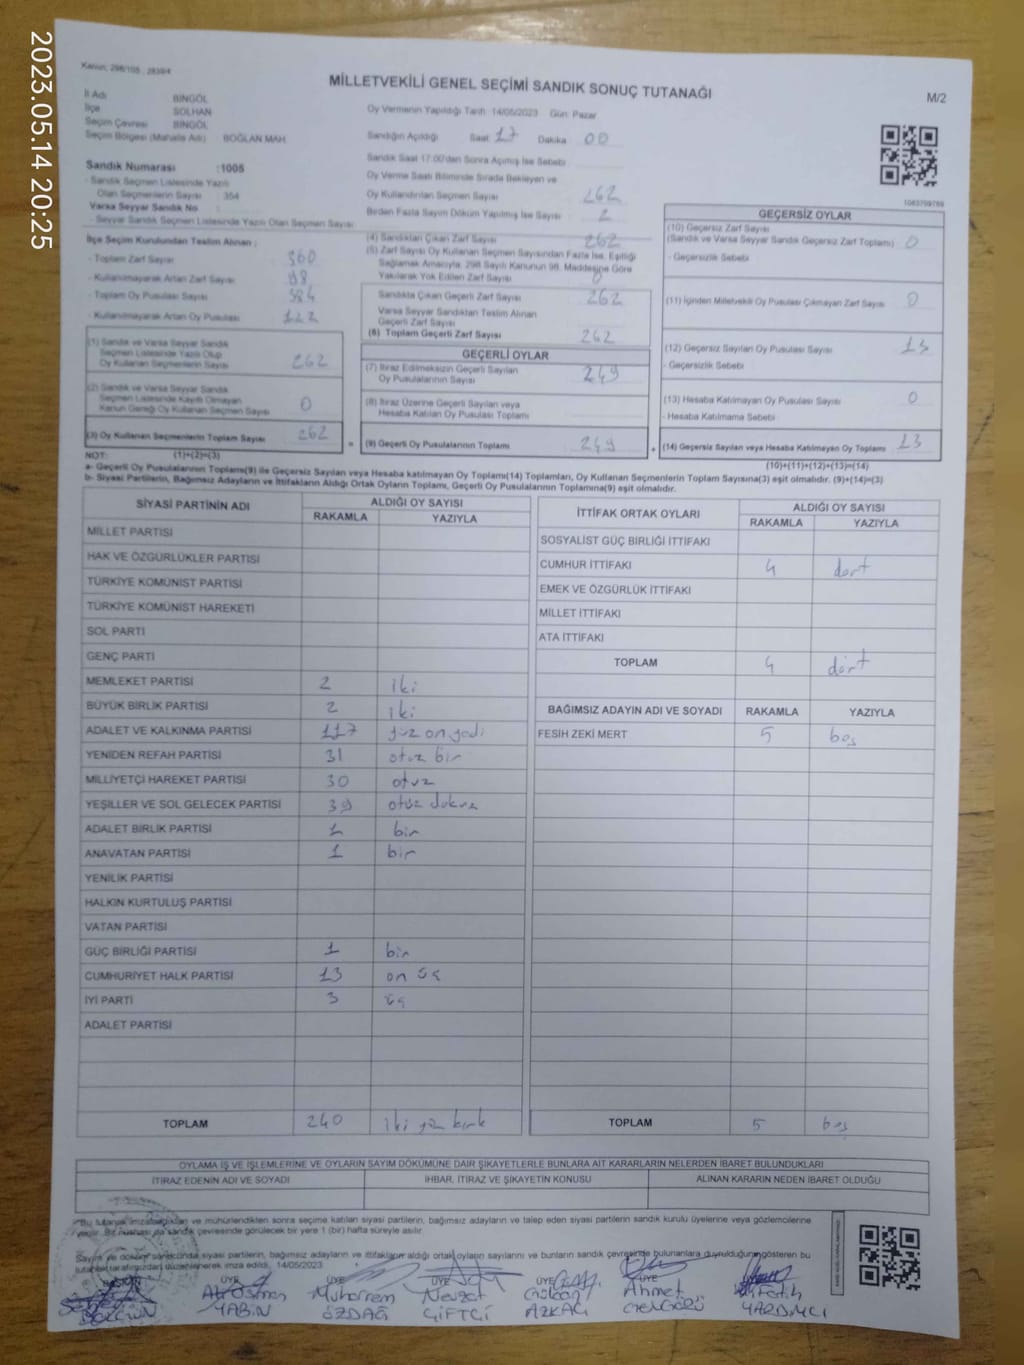 2023.05.14 20:25
Kanun; 298/105 ; 2839/4
MİLLETVEKİLİ GENEL SEÇİMİ SANDIK SONUÇ TUTANAĞI
M/2
İl Adı BİNGÖL
İlçe SOLHAN
Seçim Çevresi BİNGÖL
Seçim Bölgesi (Mahalle Adı) BOĞLAN MAH
Sandık Numarası :1005
- Sandık Seçmen Listesinde Yazılı
Olan Seçmenlerin Sayısı : 354
Varsa Seyyar Sandık No
- Seyyar Sandık Seçmen Listesinde Yazılı Olan Seçmen Sayısı
İlçe Seçim Kurulundan Teslim Alınan ;
- Toplam Zarf Sayısı 360
- Kullanılmayarak Artan Zarf Sayısı 98
- Toplam Oy Pusulası Sayısı 384
- Kullanılmayarak Artan Oy Pusulası 122
(1) Sandık ve Varsa Seyyar Sandık
Seçmen Listesinde Yazılı Olup
Oy Kullanan Seçmenlerin Sayısı 262
(2) Sandık ve Varsa Seyyar Sandık
Seçmen Listesinde Kayıtlı Olmayan
Kanun Gereği Oy Kullanan Seçmen Sayısı 0
(3) Oy Kullanan Seçmenlerin Toplam Sayısı 262
(1)+(2)=(3)
Oy Vermenin Yapıldığı Tarih: 14/05/2023 Gün: Pazar
Sandığın Açıldığı Saat 17 Dakika 00
Sandık Saat 17:00'dan Sonra Açılmış İse Sebebi
Oy Verme Saati Bitiminde Sırada Bekleyen ve
Oy Kullandırılan Seçmen Sayısı 262
Birden Fazla Sayım Döküm Yapılmış İse Sayısı 2
(4) Sandıktan Çıkan Zarf Sayısı 262
(5) Zarf Sayısı Oy Kullanan Seçmen Sayısından Fazla İse, Eşitliği
Sağlamak Amacıyla, 298 Sayılı Kanunun 98. Maddesine Göre
Yakılarak Yok Edilen Zarf Sayısı 0
Sandıkta Çıkan Geçerli Zarf Sayısı 262
Varsa Seyyar Sandıktan Teslim Alınan
Geçerli Zarf Sayısı
(6) Toplam Geçerli Zarf Sayısı 262
GEÇERLİ OYLAR
(7) İtiraz Edilmeksizin Geçerli Sayılan
Oy Pusulalarının Sayısı 249
(8) İtiraz Üzerine Geçerli Sayılan veya
Hesaba Katılan Oy Pusulası Toplamı
(9) Geçerli Oy Pusulalarının Toplamı 249
1083709789
GEÇERSİZ OYLAR
(10) Geçersiz Zarf Sayısı
(Sandık ve Varsa Seyyar Sandık Geçersiz Zarf Toplamı) 0
- Geçersizlik Sebebi
(11) İçinden Milletvekili Oy Pusulası Çıkmayan Zarf Sayısı 0
(12) Geçersiz Sayılan Oy Pusulası Sayısı 13
- Geçersizlik Sebebi
(13) Hesaba Katılmayan Oy Pusulası Sayısı 0
- Hesaba Katılmama Sebebi
(14) Geçersiz Sayılan veya Hesaba Katılmayan Oy Toplamı 13
(10)+(11)+(12)+(13)=(14)
NOT:
a- Geçerli Oy Pusulalarının Toplamı(9) ile Geçersiz Sayılan veya Hesaba katılmayan Oy Toplamı(14) Toplamları, Oy Kullanan Seçmenlerin Toplam Sayısına(3) eşit olmalıdır. (9)+(14)=(3)
b- Siyasi Partilerin, Bağımsız Adayların ve İttifakların Aldığı Ortak Oyların Toplamı, Geçerli Oy Pusulalarının Toplamına(9) eşit olmalıdır.
SİYASİ PARTİNİN ADI ALDIĞI OY SAYISI
RAKAMLA YAZIYLA
MİLLET PARTİSİ
HAK VE ÖZGÜRLÜKLER PARTİSİ
TÜRKİYE KOMÜNİST PARTİSİ
TÜRKİYE KOMÜNİST HAREKETİ
SOL PARTİ
GENÇ PARTİ
MEMLEKET PARTİSİ 2 iki
BÜYÜK BİRLİK PARTİSİ 2 iki
ADALET VE KALKINMA PARTİSİ 117 yüz on yedi
YENİDEN REFAH PARTİSİ 31 otuz bir
MİLLİYETÇİ HAREKET PARTİSİ 30 otuz
YEŞİLLER VE SOL GELECEK PARTİSİ 39 otuz dokuz
ADALET BİRLİK PARTİSİ 1 bir
ANAVATAN PARTİSİ 1 bir
YENİLİK PARTİSİ
HALKIN KURTULUŞ PARTİSİ
VATAN PARTİSİ
GÜÇ BİRLİĞİ PARTİSİ 1 bir
CUMHURİYET HALK PARTİSİ 13 on üç
İYİ PARTİ 3 üç
ADALET PARTİSİ
TOPLAM 240 iki yüz kırk
İTTİFAK ORTAK OYLARI ALDIĞI OY SAYISI
RAKAMLA YAZIYLA
SOSYALİST GÜÇ BİRLİĞİ İTTİFAKI
CUMHUR İTTİFAKI 4 dört
EMEK VE ÖZGÜRLÜK İTTİFAKI
MİLLET İTTİFAKI
ATA İTTİFAKI
TOPLAM 4 dört
BAĞIMSIZ ADAYIN ADI VE SOYADI RAKAMLA YAZIYLA
FESİH ZEKİ MERT 5 beş
TOPLAM 5 beş
OYLAMA İŞ VE İŞLEMLERİNE VE OYLARIN SAYIM DÖKÜMÜNE DAİR ŞİKAYETLERLE BUNLARA AİT KARARLARIN NELERDEN İBARET BULUNDUKLARI
İTİRAZ EDENİN ADI VE SOYADI İHBAR, İTİRAZ VE ŞİKAYETİN KONUSU ALINAN KARARIN NEDEN İBARET OLDUĞU
Bu tutanak imzalandıktan ve mühürlendikten sonra seçime katılan siyasi partilerin, bağımsız adayların ve talep eden siyasi partilerin sandık kurulu üyelerine veya gözlemcilerine
verilir. Bir nüshası da sandık çevresinde görülecek bir yere 1 (bir) hafta süreyle asılır.
Sayım ve döküm sonucunda siyasi partilerin, bağımsız adayların ve ittifakların aldığı ortak oyların sayılarını ve bunların sandık çevresinde bulunanlara duyrulduğunu gösteren bu
tutanak tarafımızdan düzenlenerek imza edildi. 14/05/2023
ÜYE ÜYE ÜYE ÜYE ÜYE
Ali Osman Muharrem Nevzat Gülcan Ahmet Fatih
YABİN ÖZDAĞ ÇİFTÇİ AZKAÇ YARDIMCI